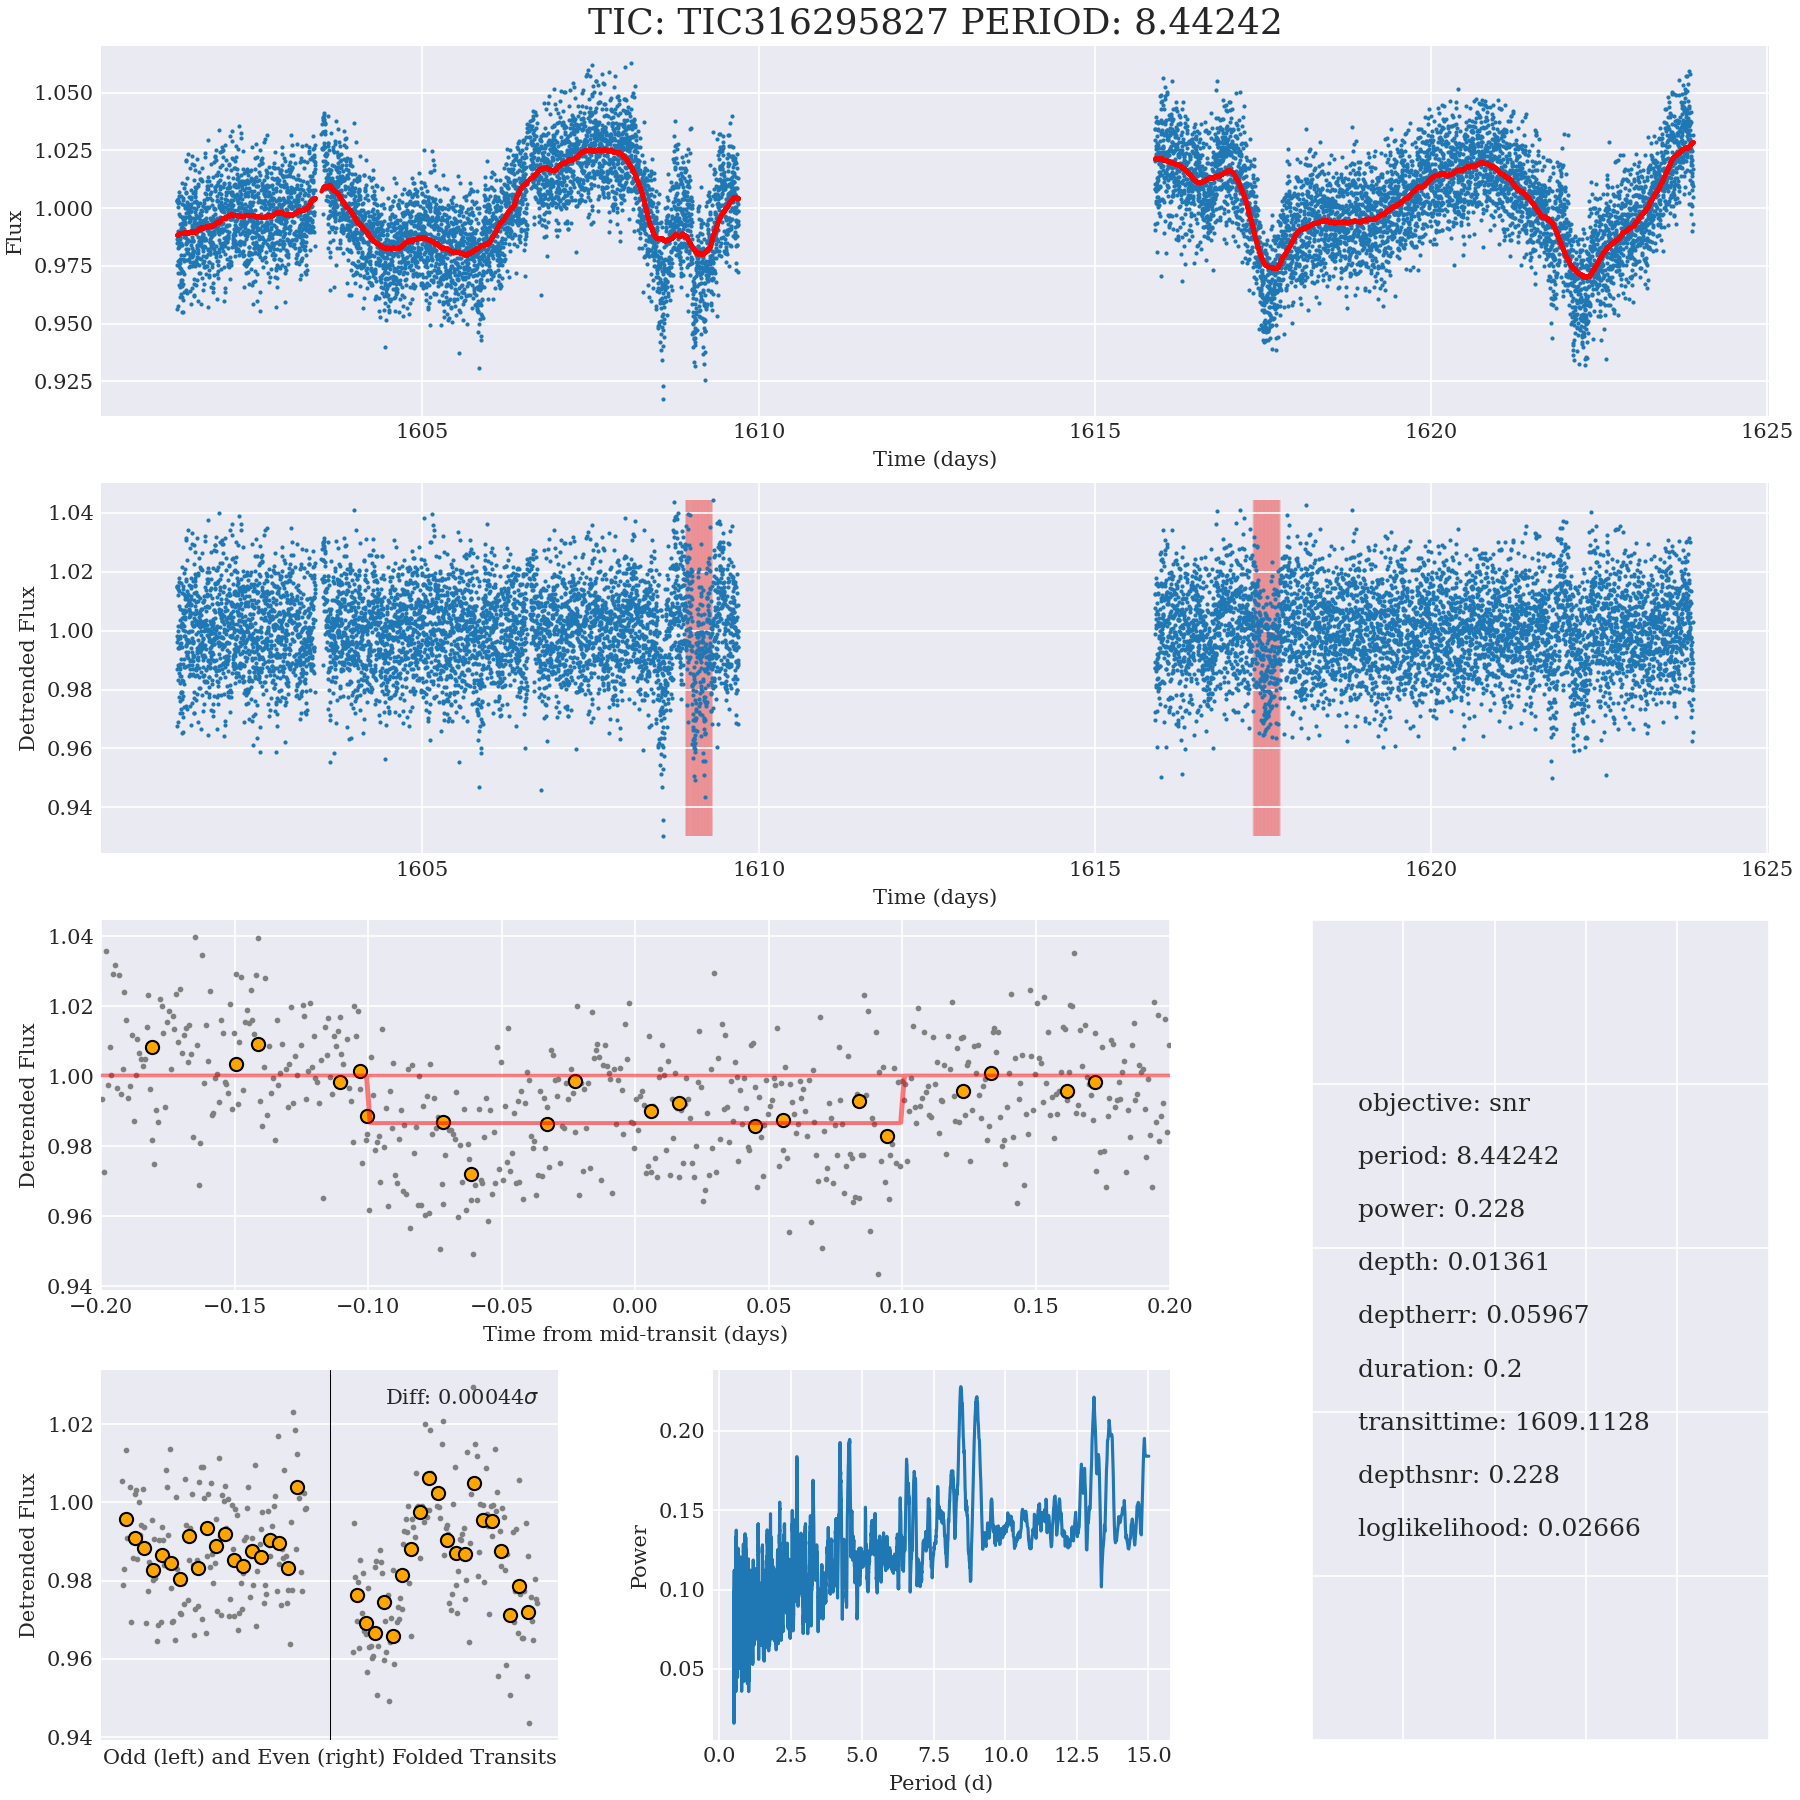 TIC: TIC316295827 PERIOD: 8.44242
1.050
1.025
1.000
0.975
0.950
0.925
Flux
1605 1610 1615 1620 1625
Time (days)
1.04
1.02
1.00
0.98
0.96
0.94
Detrended Flux
1605 1610 1615 1620 1625
Time (days)
1.04
1.02
1.00
0.98
0.96
0.94
Detrended Flux
−0.20 −0.15 −0.10 −0.05 0.00 0.05 0.10 0.15 0.20
Time from mid-transit (days)
objective: snr
period: 8.44242
power: 0.228
depth: 0.01361
deptherr: 0.05967
duration: 0.2
transittime: 1609.1128
depthsnr: 0.228
loglikelihood: 0.02666
Diff: 0.00044σ
1.02
1.00
0.98
0.96
0.94
Detrended Flux
Odd (left) and Even (right) Folded Transits
0.20
0.15
0.10
0.05
Power
0.0 2.5 5.0 7.5 10.0 12.5 15.0
Period (d)